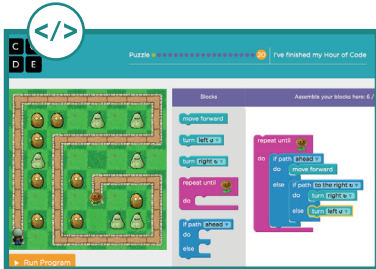 </>
C O
D E
Puzzle
20
I've finished my Hour of Code
Blocks
Assemble your blocks here: 6 /
move forward
turn left ↺ ▾
turn right ↻ ▾
repeat until
do
if path ahead ▾
do
else
repeat until
do
if path ahead ▾
do
move forward
else
if path to the right ↻ ▾
do
turn right ↻ ▾
else
turn left ↺ ▾
Run Program